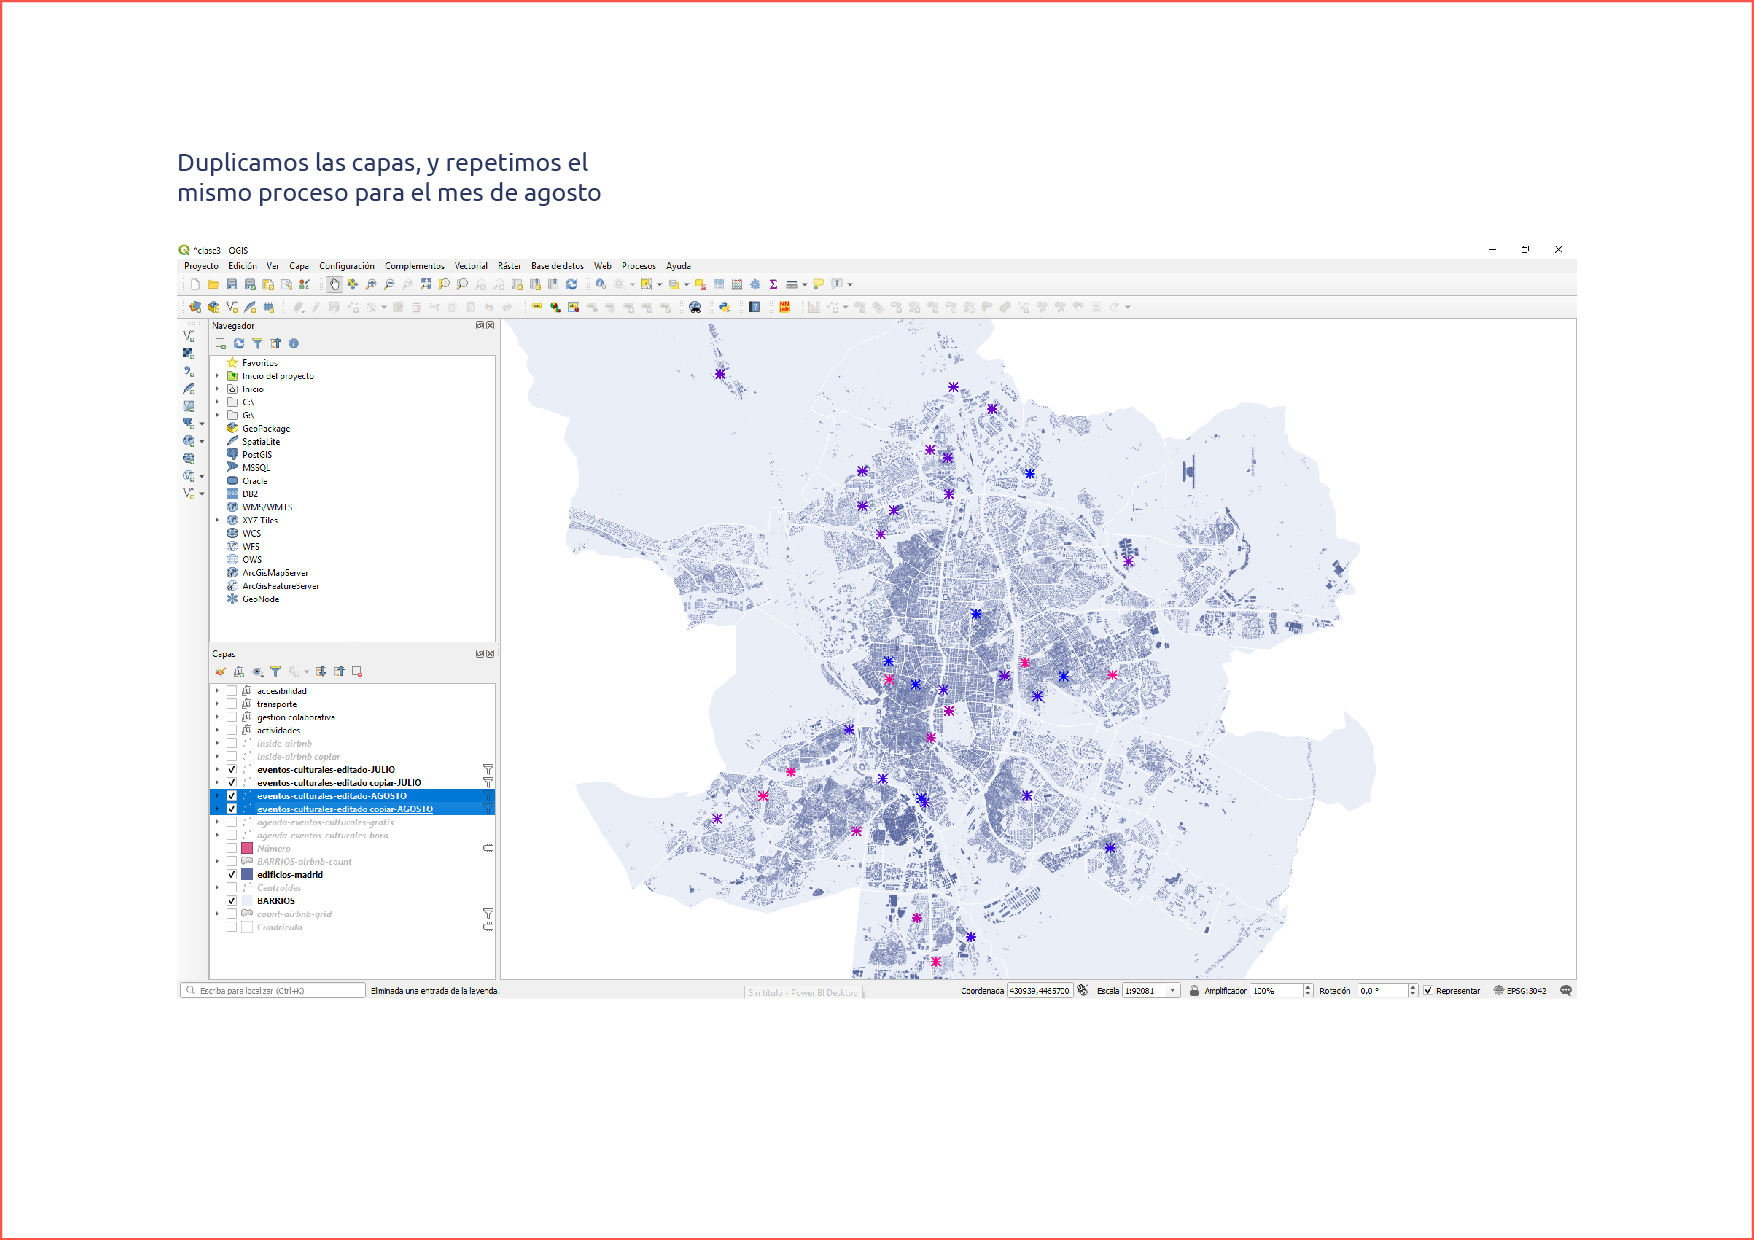 Duplicamos las capas, y repetimos el
mismo proceso para el mes de agosto
*clase3 - QGIS
Proyecto Edición Ver Capa Configuración Complementos Vectorial Ráster Base de datos Web Procesos Ayuda
Navegador
Favoritos
Inicio del proyecto
Inicio
C:\
G:\
GeoPackage
SpatiaLite
PostGIS
MSSQL
Oracle
DB2
WMS/WMTS
XYZ Tiles
WCS
WFS
OWS
ArcGisMapServer
ArcGisFeatureServer
GeoNode
Capas
accesibilidad
transporte
gestión colaborativa
actividades
inside-airbnb
inside-airbnb copiar
eventos-culturales-editado-JULIO
eventos-culturales-editado copiar-JULIO
eventos-culturales-editado-AGOSTO
eventos-culturales-editado copiar-AGOSTO
agenda-eventos-culturales-gratis
agenda-eventos-culturales-hora
Número
BARRIOS-airbnb-count
edificios-madrid
Centroides
BARRIOS
count-airbnb-grid
Cuadrícula
Escriba para localizar (Ctrl+K) Eliminada una entrada de la leyenda. Sin título - Power BI Desktop Coordenada 430939,4465700 Escala 1:92081 Amplificador 100% Rotación 0,0 ° Representar EPSG:3042